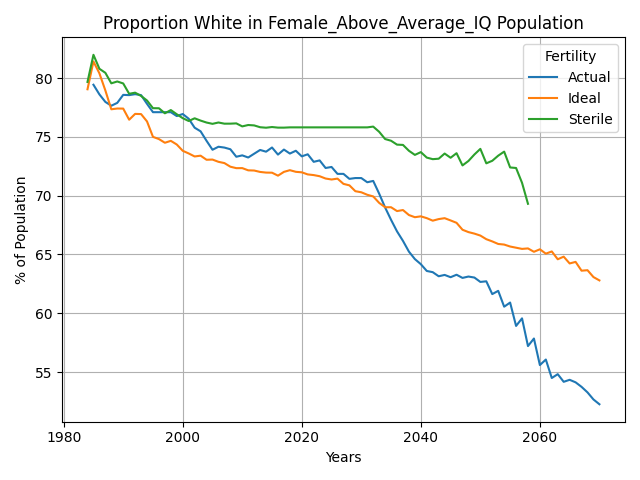 Proportion White in Female_Above_Average_IQ Population
Fertility
Actual
Ideal
Sterile
% of Population
80
75
70
65
60
55
1980
2000
2020
2040
2060
Years